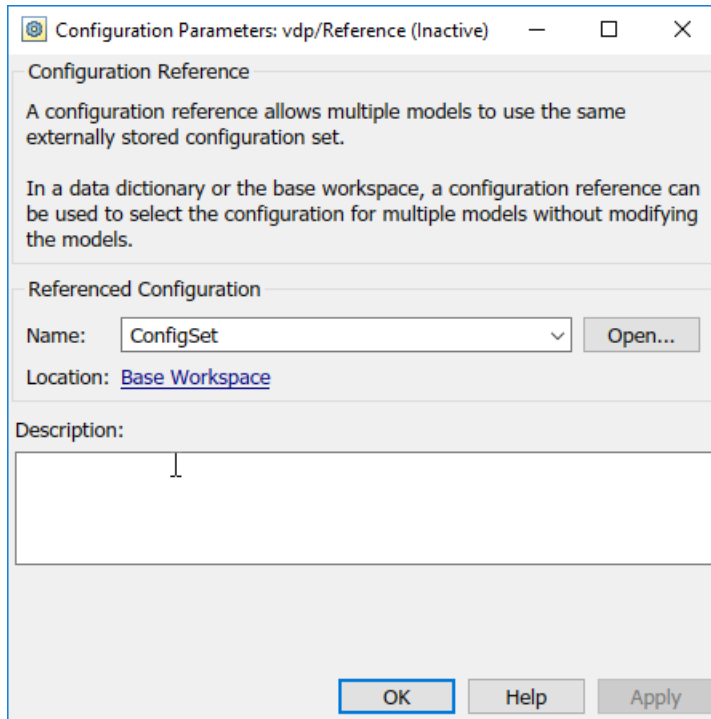 Configuration Parameters: vdp/Reference (Inactive)
Configuration Reference
A configuration reference allows multiple models to use the same
externally stored configuration set.
In a data dictionary or the base workspace, a configuration reference can
be used to select the configuration for multiple models without modifying
the models.
Referenced Configuration
Name: ConfigSet Open...
Location: Base Workspace
Description:
OK Help Apply